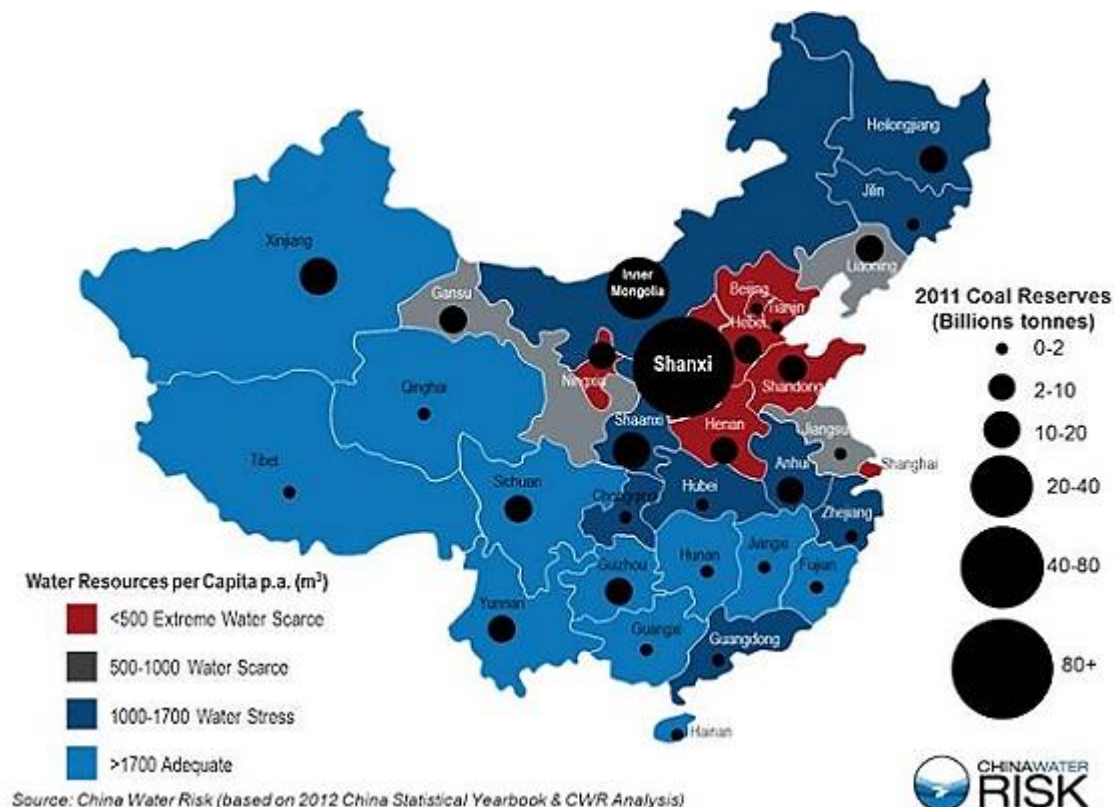 Heilongjiang
Jilin
Xinjiang
Inner
Mongolia
Liaoning
Gansu
Beijing
Tianjin
Hebei
2011 Coal Reserves
(Billions tonnes)
0-2
2-10
10-20
20-40
40-80
80+
Shanxi
Ningxia
Shandong
Qinghai
Shaanxi
Henan
Jiangsu
Tibet
Shanghai
Sichuan
Chongqing
Hubei
Anhui
Zhejiang
Guizhou
Hunan
Jiangxi
Fujian
Yunnan
Guangxi
Guangdong
Hainan
Water Resources per Capita p.a. (m³)
<500 Extreme Water Scarce
500-1000 Water Scarce
1000-1700 Water Stress
>1700 Adequate
CHINAWATER
RISK
Source: China Water Risk (based on 2012 China Statistical Yearbook & CWR Analysis)